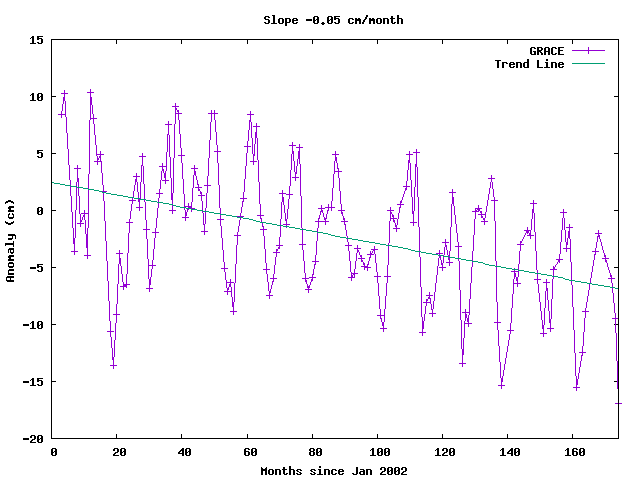 Slope -0.05 cm/month
GRACE
Trend Line
15
10
5
0
-5
-10
-15
-20
Anomaly (cm)
0 20 40 60 80 100 120 140 160
Months since Jan 2002